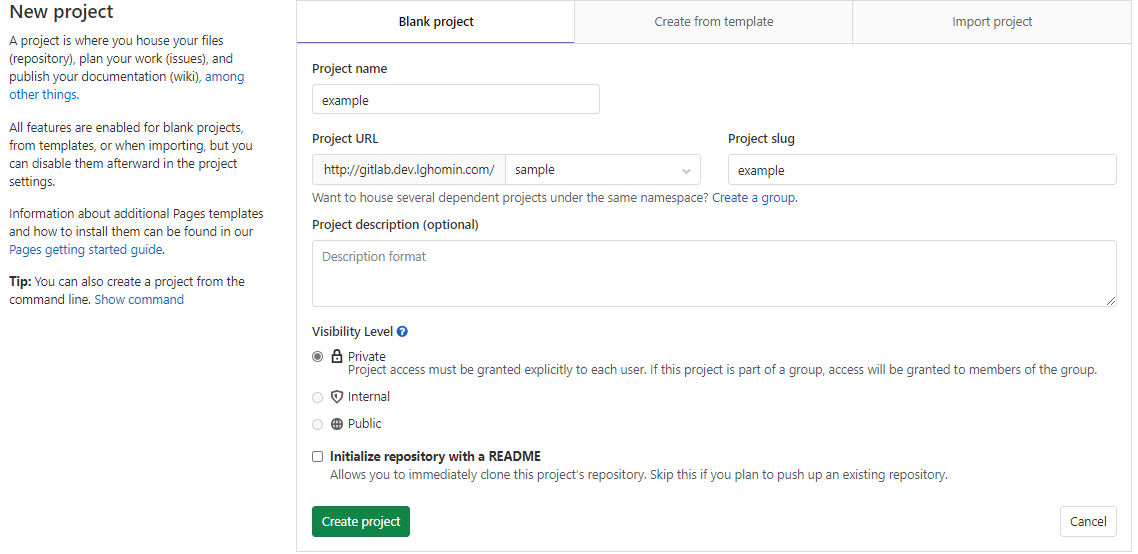 New project
A project is where you house your files
(repository), plan your work (issues), and
publish your documentation (wiki), among
other things.
All features are enabled for blank projects,
from templates, or when importing, but you
can disable them afterward in the project
settings.
Information about additional Pages templates
and how to install them can be found in our
Pages getting started guide.
Tip: You can also create a project from the
command line. Show command
Blank project
Create from template
Import project
Project name
example
Project URL
Project slug
http://gitlab.dev.lghomin.com/
sample
example
Want to house several dependent projects under the same namespace? Create a group.
Project description (optional)
Description format
Visibility Level
Private
Project access must be granted explicitly to each user. If this project is part of a group, access will be granted to members of the group.
Internal
Public
Initialize repository with a README
Allows you to immediately clone this project's repository. Skip this if you plan to push up an existing repository.
Create project
Cancel